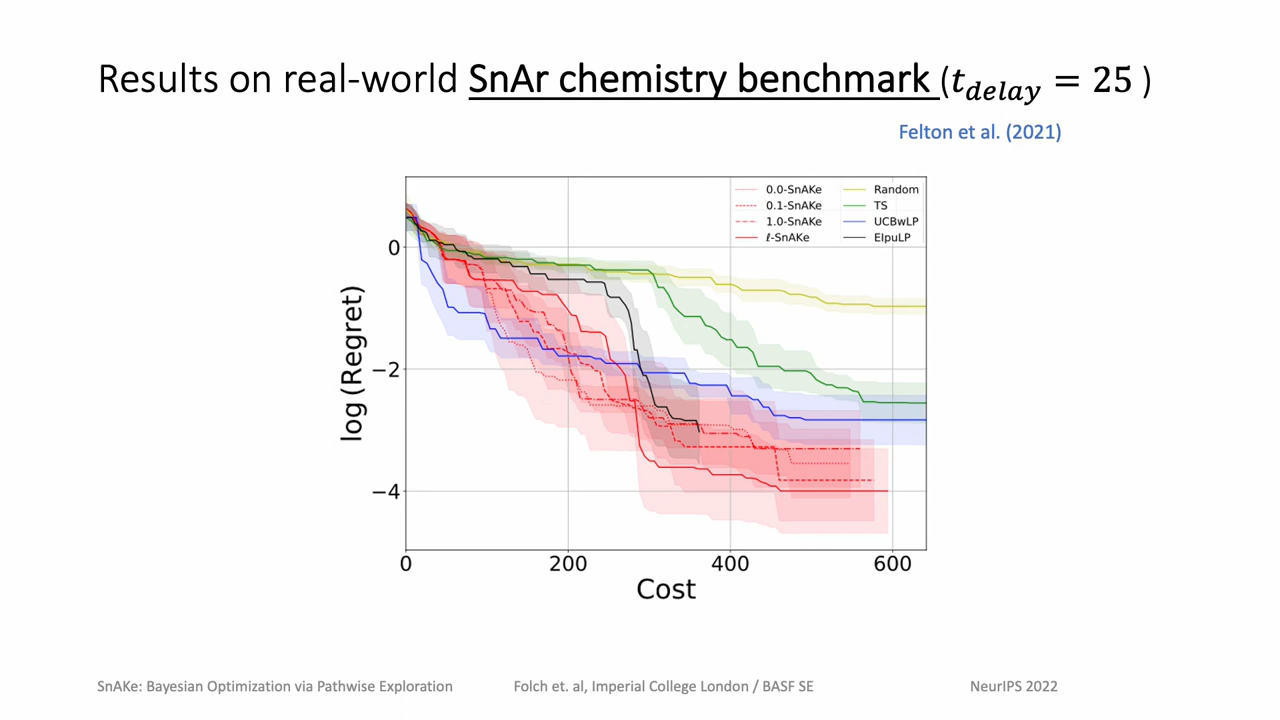 Results on real-world SnAr chemistry benchmark (t_delay = 25 )
Felton et al. (2021)
0.0-SnAKe
0.1-SnAKe
1.0-SnAKe
ℓ-SnAKe
Random
TS
UCBwLP
EIpuLP
log (Regret)
0
−2
−4
0 200 400 600
Cost
SnAKe: Bayesian Optimization via Pathwise Exploration
Folch et. al, Imperial College London / BASF SE
NeurIPS 2022